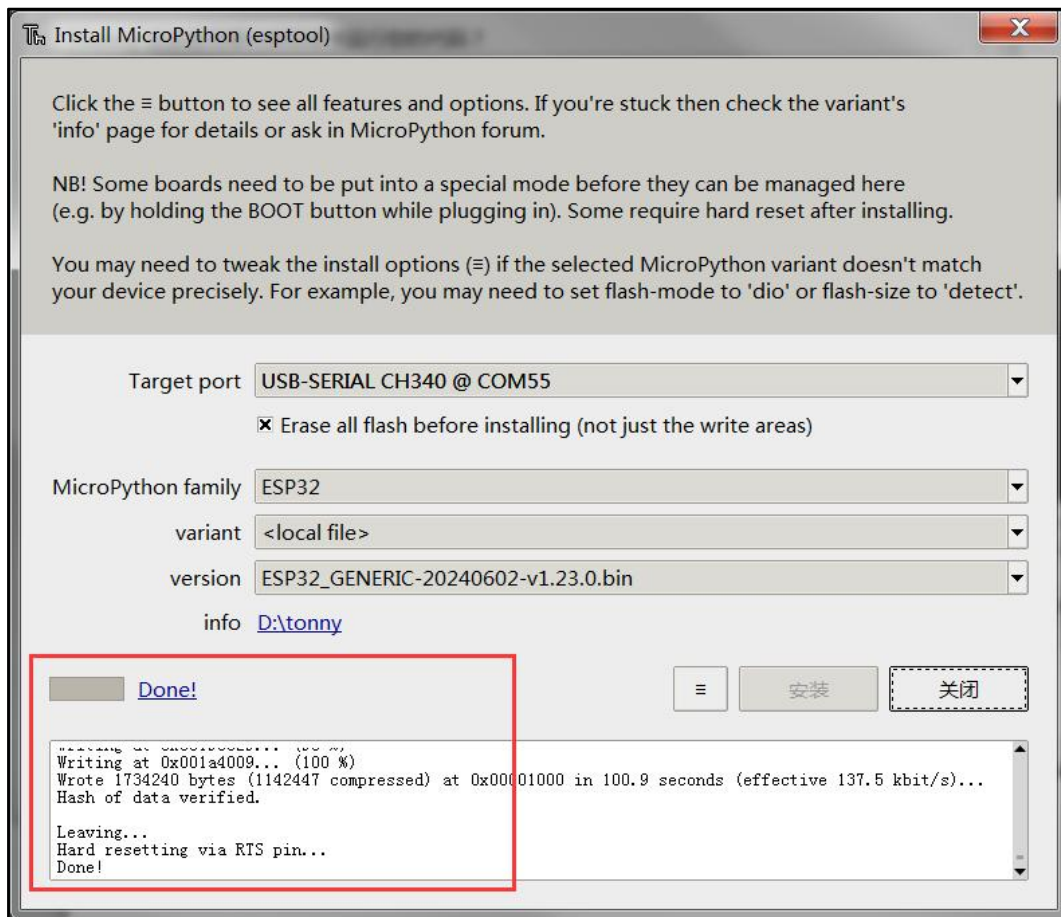 Install MicroPython (esptool)
Click the ≡ button to see all features and options. If you're stuck then check the variant's
'info' page for details or ask in MicroPython forum.
NB! Some boards need to be put into a special mode before they can be managed here
(e.g. by holding the BOOT button while plugging in). Some require hard reset after installing.
You may need to tweak the install options (≡) if the selected MicroPython variant doesn't match
your device precisely. For example, you may need to set flash-mode to 'dio' or flash-size to 'detect'.
Target port USB-SERIAL CH340 @ COM55
Erase all flash before installing (not just the write areas)
MicroPython family ESP32
variant <local file>
version ESP32_GENERIC-20240602-v1.23.0.bin
info D:\tonny
Done! ≡ 安装 关闭
Writing at 0x001a4009... (100 %)
Wrote 1734240 bytes (1142447 compressed) at 0x00001000 in 100.9 seconds (effective 137.5 kbit/s)...
Hash of data verified.
Leaving...
Hard resetting via RTS pin...
Done!